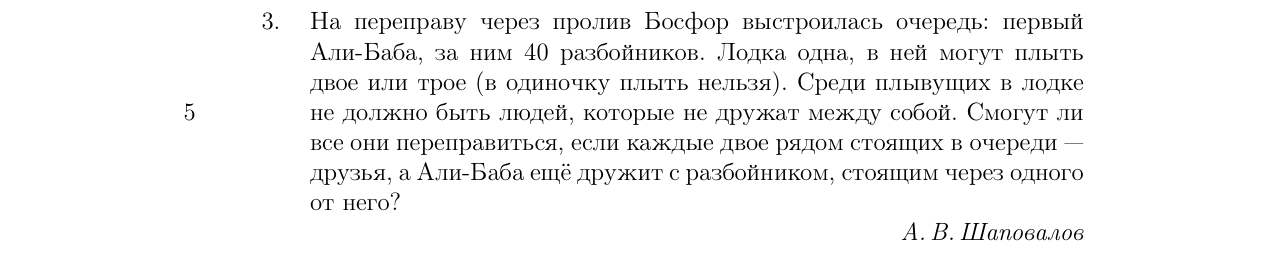 3. На переправу через пролив Босфор выстроилась очередь: первый
Али-Баба, за ним 40 разбойников. Лодка одна, в ней могут плыть
двое или трое (в одиночку плыть нельзя). Среди плывущих в лодке
5 не должно быть людей, которые не дружат между собой. Смогут ли
все они переправиться, если каждые двое рядом стоящих в очереди —
друзья, а Али-Баба ещё дружит с разбойником, стоящим через одного
от него?
А. В. Шаповалов